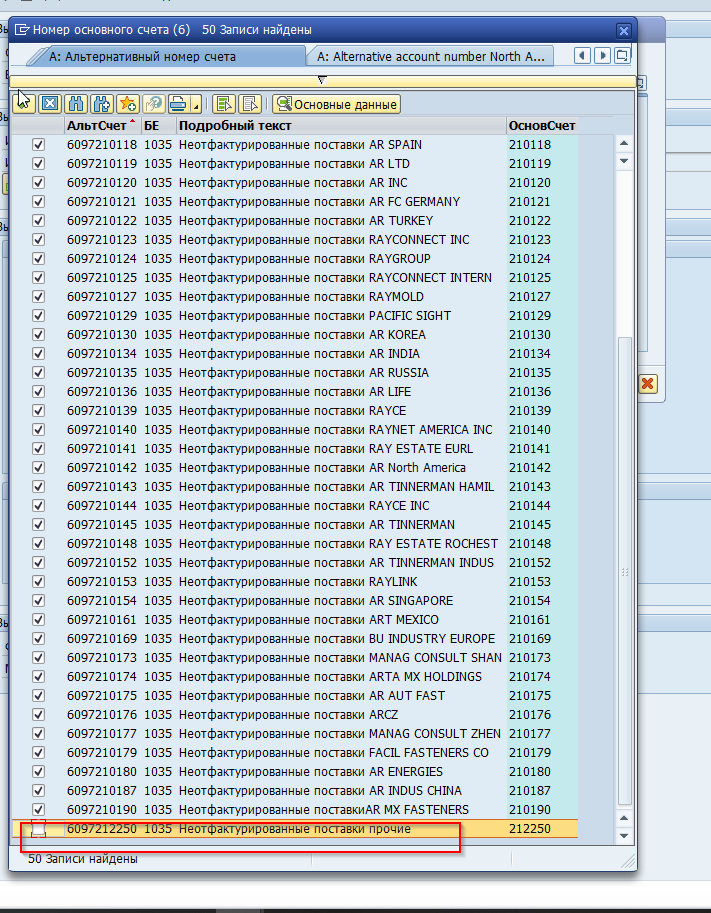 Номер основного счета (6) 50 Записи найдены
А: Альтернативный номер счета
А: Alternative account number North A...
Основные данные
АльтСчет БЕ Подробный текст ОсновСчет
6097210118 1035 Неотфактурированные поставки AR SPAIN 210118
6097210119 1035 Неотфактурированные поставки AR LTD 210119
6097210120 1035 Неотфактурированные поставки AR INC 210120
6097210121 1035 Неотфактурированные поставки AR FC GERMANY 210121
6097210122 1035 Неотфактурированные поставки AR TURKEY 210122
6097210123 1035 Неотфактурированные поставки RAYCONNECT INC 210123
6097210124 1035 Неотфактурированные поставки RAYGROUP 210124
6097210125 1035 Неотфактурированные поставки RAYCONNECT INTERN 210125
6097210127 1035 Неотфактурированные поставки RAYMOLD 210127
6097210129 1035 Неотфактурированные поставки PACIFIC SIGHT 210129
6097210130 1035 Неотфактурированные поставки AR KOREA 210130
6097210134 1035 Неотфактурированные поставки AR INDIA 210134
6097210135 1035 Неотфактурированные поставки AR RUSSIA 210135
6097210136 1035 Неотфактурированные поставки AR LIFE 210136
6097210139 1035 Неотфактурированные поставки RAYCE 210139
6097210140 1035 Неотфактурированные поставки RAYNET AMERICA INC 210140
6097210141 1035 Неотфактурированные поставки RAY ESTATE EURL 210141
6097210142 1035 Неотфактурированные поставки AR North America 210142
6097210143 1035 Неотфактурированные поставки AR TINNERMAN HAMIL 210143
6097210144 1035 Неотфактурированные поставки RAYCE INC 210144
6097210145 1035 Неотфактурированные поставки AR TINNERMAN 210145
6097210148 1035 Неотфактурированные поставки RAY ESTATE ROCHEST 210148
6097210152 1035 Неотфактурированные поставки AR TINNERMAN INDUS 210152
6097210153 1035 Неотфактурированные поставки RAYLINK 210153
6097210154 1035 Неотфактурированные поставки AR SINGAPORE 210154
6097210161 1035 Неотфактурированные поставки ART MEXICO 210161
6097210169 1035 Неотфактурированные поставки BU INDUSTRY EUROPE 210169
6097210173 1035 Неотфактурированные поставки MANAG CONSULT SHAN 210173
6097210174 1035 Неотфактурированные поставки ARTA MX HOLDINGS 210174
6097210175 1035 Неотфактурированные поставки AR AUT FAST 210175
6097210176 1035 Неотфактурированные поставки ARCZ 210176
6097210177 1035 Неотфактурированные поставки MANAG CONSULT ZHEN 210177
6097210179 1035 Неотфактурированные поставки FACIL FASTENERS CO 210179
6097210180 1035 Неотфактурированные поставки AR ENERGIES 210180
6097210187 1035 Неотфактурированные поставки AR INDUS CHINA 210187
6097210190 1035 Неотфактурированные поставкиAR MX FASTENERS 210190
6097212250 1035 Неотфактурированные поставки прочие 212250
50 Записи найдены